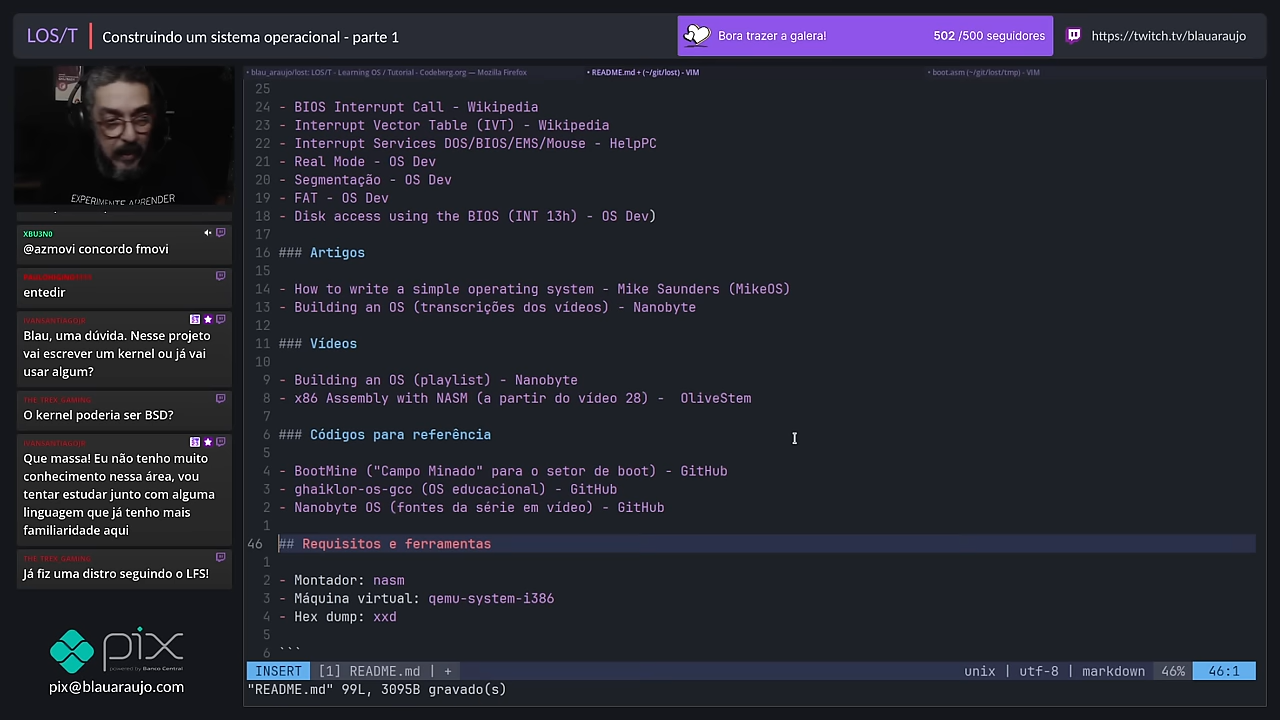 LOS/T
Construindo um sistema operacional - parte 1
Bora trazer a galera!
502 /500 seguidores
https://twitch.tv/blauaraujo
EXPERIMENTE APRENDER
XBU3N0
@azmovi concordo fmovi
entedir
IVANSANTIAGOJR
Blau, uma dúvida. Nesse projeto
vai escrever um kernel ou já vai
usar algum?
THE TREX GAMING
O kernel poderia ser BSD?
IVANSANTIAGOJR
Que massa! Eu não tenho muito
conhecimento nessa área, vou
tentar estudar junto com alguma
linguagem que já tenho mais
familiaridade aqui
THE TREX GAMING
Já fiz uma distro seguindo o LFS!
pix
powered by Banco Central
pix@blauaraujo.com
• blau_araujo/lost: LOS/T - Learning OS / Tutorial - Codeberg.org — Mozilla Firefox
• README.md + (~/git/lost) - VIM
• boot.asm (~/git/lost/tmp) - VIM
25
24 - BIOS Interrupt Call - Wikipedia
23 - Interrupt Vector Table (IVT) - Wikipedia
22 - Interrupt Services DOS/BIOS/EMS/Mouse - HelpPC
21 - Real Mode - OS Dev
20 - Segmentação - OS Dev
19 - FAT - OS Dev
18 - Disk access using the BIOS (INT 13h) - OS Dev)
17
16 ### Artigos
15
14 - How to write a simple operating system - Mike Saunders (MikeOS)
13 - Building an OS (transcrições dos vídeos) - Nanobyte
12
11 ### Vídeos
10
9 - Building an OS (playlist) - Nanobyte
8 - x86 Assembly with NASM (a partir do vídeo 28) -  OliveStem
7
6 ### Códigos para referência
5
4 - BootMine ("Campo Minado" para o setor de boot) - GitHub
3 - ghaiklor-os-gcc (OS educacional) - GitHub
2 - Nanobyte OS (fontes da série em vídeo) - GitHub
1
46 ## Requisitos e ferramentas
1
2 - Montador: nasm
3 - Máquina virtual: qemu-system-i386
4 - Hex dump: xxd
5
6 ```
INSERT [1] README.md | + unix | utf-8 | markdown 46% 46:1
"README.md" 99L, 3095B gravado(s)